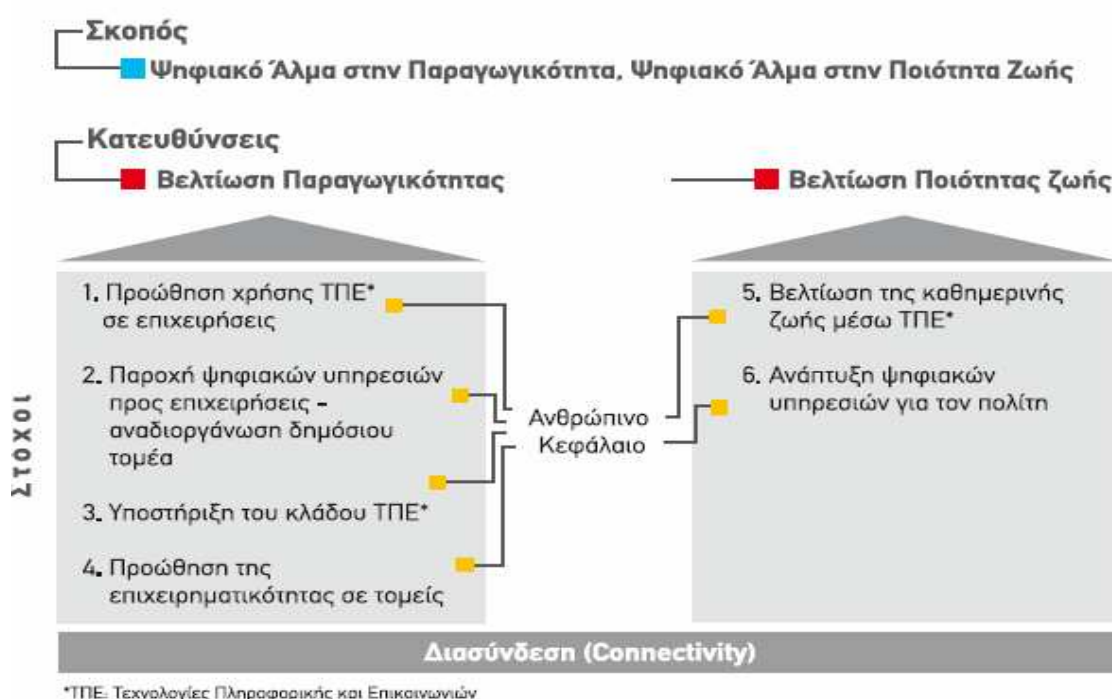 Σκοπός
Ψηφιακό Άλμα στην Παραγωγικότητα, Ψηφιακό Άλμα στην Ποιότητα Ζωής
Κατευθύνσεις
Βελτίωση Παραγωγικότητας
Βελτίωση Ποιότητας ζωής
ΣΤΟΧΟΙ
1. Προώθηση χρήσης ΤΠΕ*
σε επιχειρήσεις
2. Παροχή ψηφιακών υπηρεσιών
προς επιχειρήσεις –
αναδιοργάνωση δημόσιου
τομέα
3. Υποστήριξη του κλάδου ΤΠΕ*
4. Προώθηση της
επιχειρηματικότητας σε τομείς
Ανθρώπινο
Κεφάλαιο
5. Βελτίωση της καθημερινής
ζωής μέσω ΤΠΕ*
6. Ανάπτυξη ψηφιακών
υπηρεσιών για τον πολίτη
Διασύνδεση (Connectivity)
*ΤΠΕ: Τεχνολογίες Πληροφορικής και Επικοινωνιών